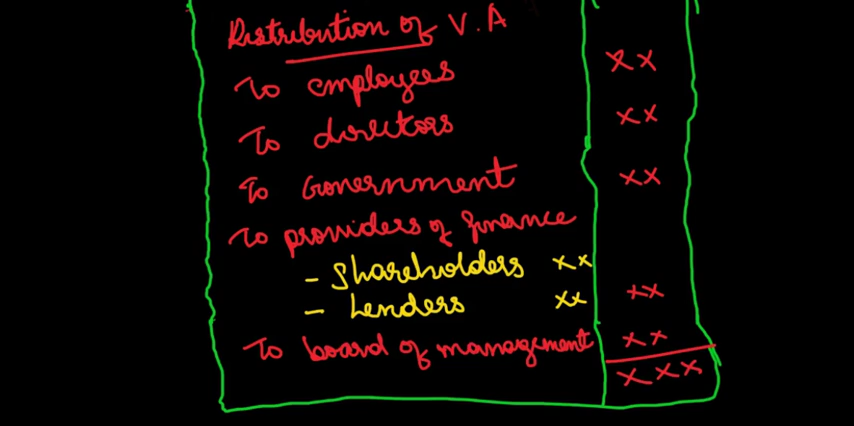 Distribution of V.A
To employees xx
To directors xx
To Government xx
To providers of finance
- Shareholders xx
- Lenders xx xx
To board of management xx
xxx